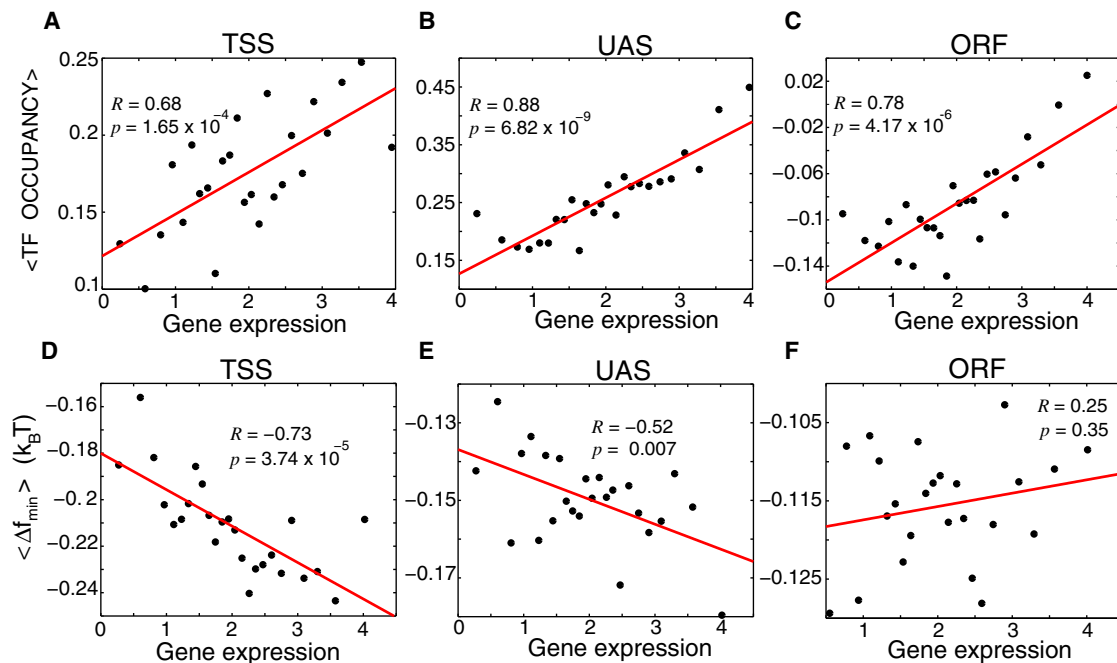 A
TSS
<TF OCCUPANCY>
0.25
0.2
0.15
0.1
R = 0.68
p = 1.65 x 10⁻⁴
0 1 2 3 4
Gene expression
B
UAS
0.45
0.35
0.25
0.15
R = 0.88
p = 6.82 x 10⁻⁹
0 1 2 3 4
Gene expression
C
ORF
0.02
−0.02
−0.06
−0.1
−0.14
R = 0.78
p = 4.17 x 10⁻⁶
0 1 2 3 4
Gene expression
D
TSS
<Δf_min> (k_BT)
−0.16
−0.18
−0.2
−0.22
−0.24
R = −0.73
p = 3.74 x 10⁻⁵
0 1 2 3 4
Gene expression
E
UAS
−0.13
−0.15
−0.17
R = −0.52
p = 0.007
0 1 2 3 4
Gene expression
F
ORF
−0.105
−0.115
−0.125
R = 0.25
p = 0.35
1 2 3 4
Gene expression